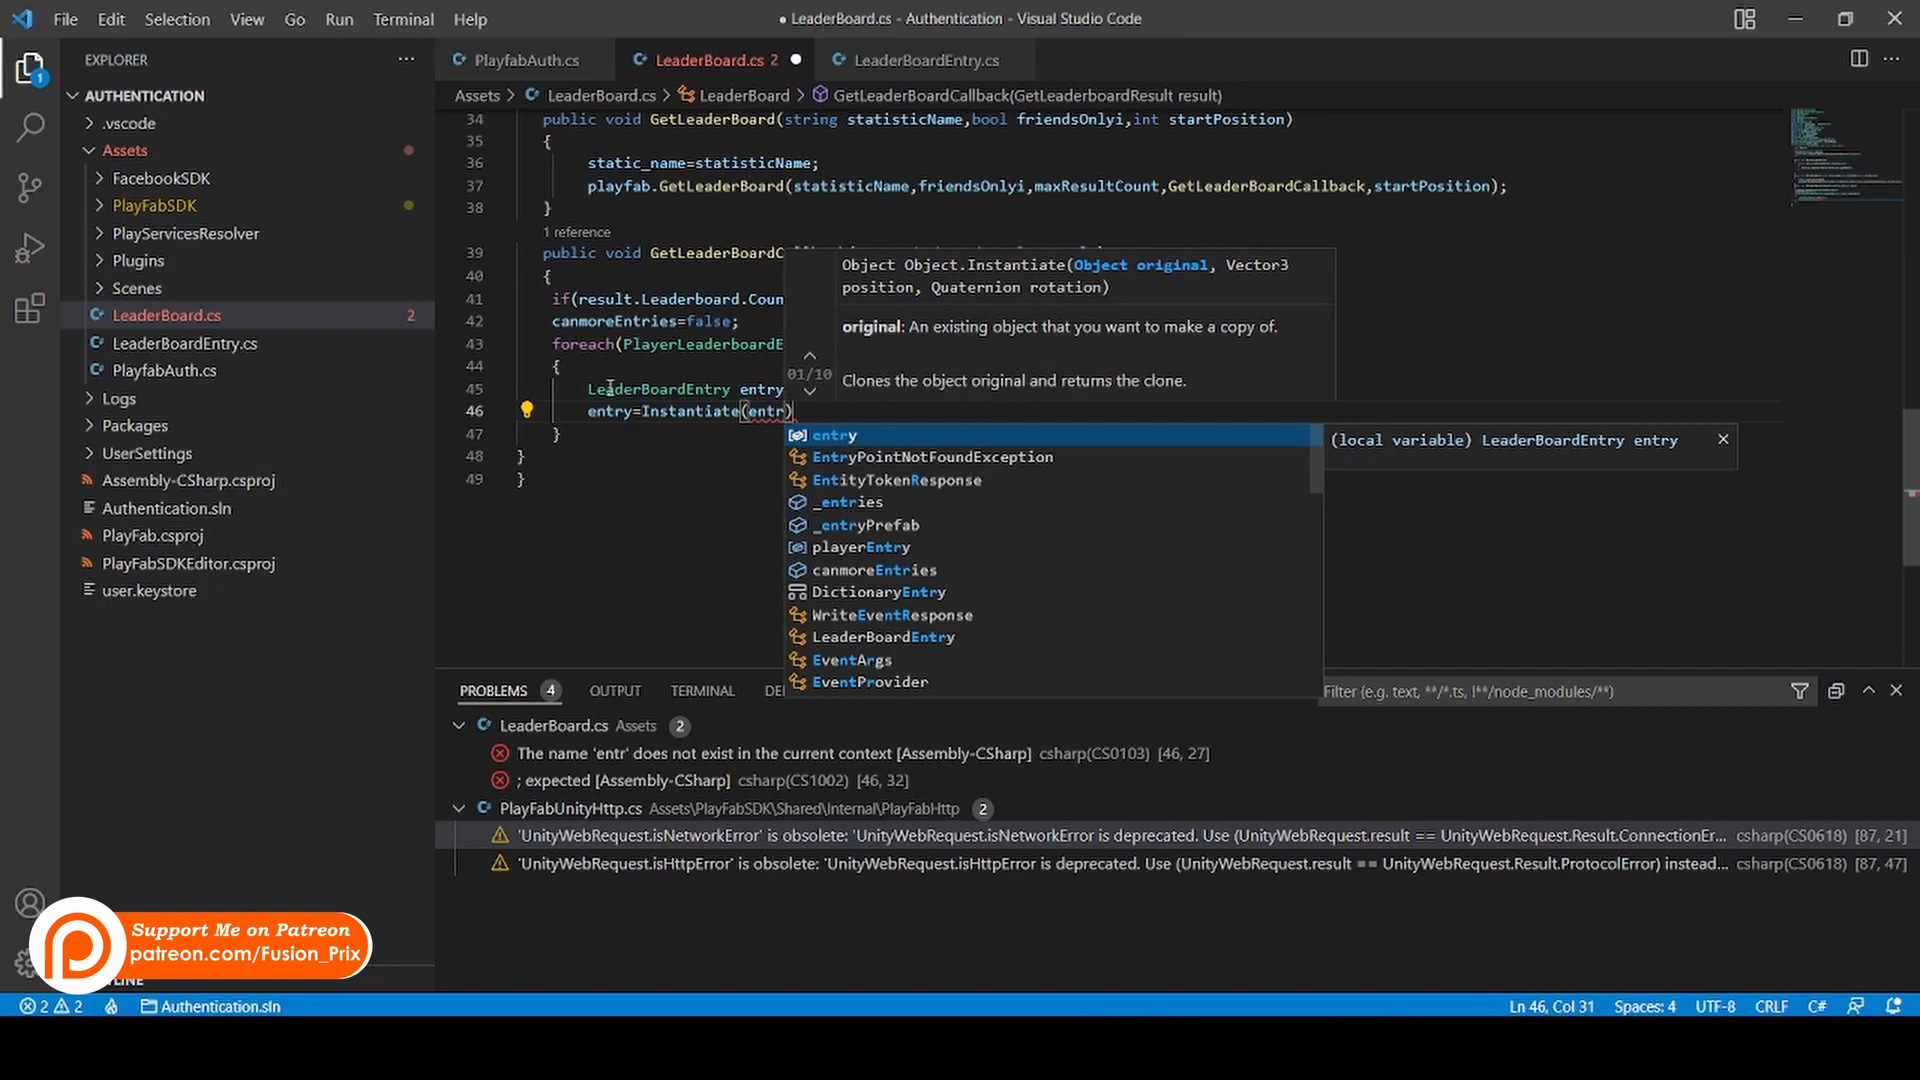 File Edit Selection View Go Run Terminal Help
● LeaderBoard.cs - Authentication - Visual Studio Code
EXPLORER ···
1
AUTHENTICATION
.vscode
Assets
FacebookSDK
PlayFabSDK
PlayServicesResolver
Plugins
Scenes
LeaderBoard.cs 2
LeaderBoardEntry.cs
PlayfabAuth.cs
Logs
Packages
UserSettings
Assembly-CSharp.csproj
Authentication.sln
PlayFab.csproj
PlayFabSDKEditor.csproj
user.keystore
PlayfabAuth.cs LeaderBoard.cs 2 ● LeaderBoardEntry.cs
Assets > LeaderBoard.cs > LeaderBoard > GetLeaderBoardCallback(GetLeaderboardResult result)
34 public void GetLeaderBoard(string statisticName,bool friendsOnlyi,int startPosition)
35 {
36 static_name=statisticName;
37 playfab.GetLeaderBoard(statisticName,friendsOnlyi,maxResultCount,GetLeaderBoardCallback,startPosition);
38 }
1 reference
39 public void GetLeaderBoardC
40 {
41 if(result.Leaderboard.Coun
42 canmoreEntries=false;
43 foreach(PlayerLeaderboardE
44 {
45 LeaderBoardEntry entry
46 entry=Instantiate(entr)
47 }
48 }
49 }
Object Object.Instantiate(Object original, Vector3
position, Quaternion rotation)
original: An existing object that you want to make a copy of.
01/10
Clones the object original and returns the clone.
entry
EntryPointNotFoundException
EntityTokenResponse
_entries
_entryPrefab
playerEntry
canmoreEntries
DictionaryEntry
WriteEventResponse
LeaderBoardEntry
EventArgs
EventProvider
(local variable) LeaderBoardEntry entry
PROBLEMS 4 OUTPUT TERMINAL DE
Filter (e.g. text, **/*.ts, !**/node_modules/**)
LeaderBoard.cs Assets 2
The name 'entr' does not exist in the current context [Assembly-CSharp] csharp(CS0103) [46, 27]
; expected [Assembly-CSharp] csharp(CS1002) [46, 32]
PlayFabUnityHttp.cs Assets\PlayFabSDK\Shared\Internal\PlayFabHttp 2
'UnityWebRequest.isNetworkError' is obsolete: 'UnityWebRequest.isNetworkError is deprecated. Use (UnityWebRequest.result == UnityWebRequest.Result.ConnectionEr... csharp(CS0618) [87, 21]
'UnityWebRequest.isHttpError' is obsolete: 'UnityWebRequest.isHttpError is deprecated. Use (UnityWebRequest.result == UnityWebRequest.Result.ProtocolError) instead... csharp(CS0618) [87, 47]
Support Me on Patreon
patreon.com/Fusion_Prix
2 2 Authentication.sln
Ln 46, Col 31 Spaces: 4 UTF-8 CRLF C#